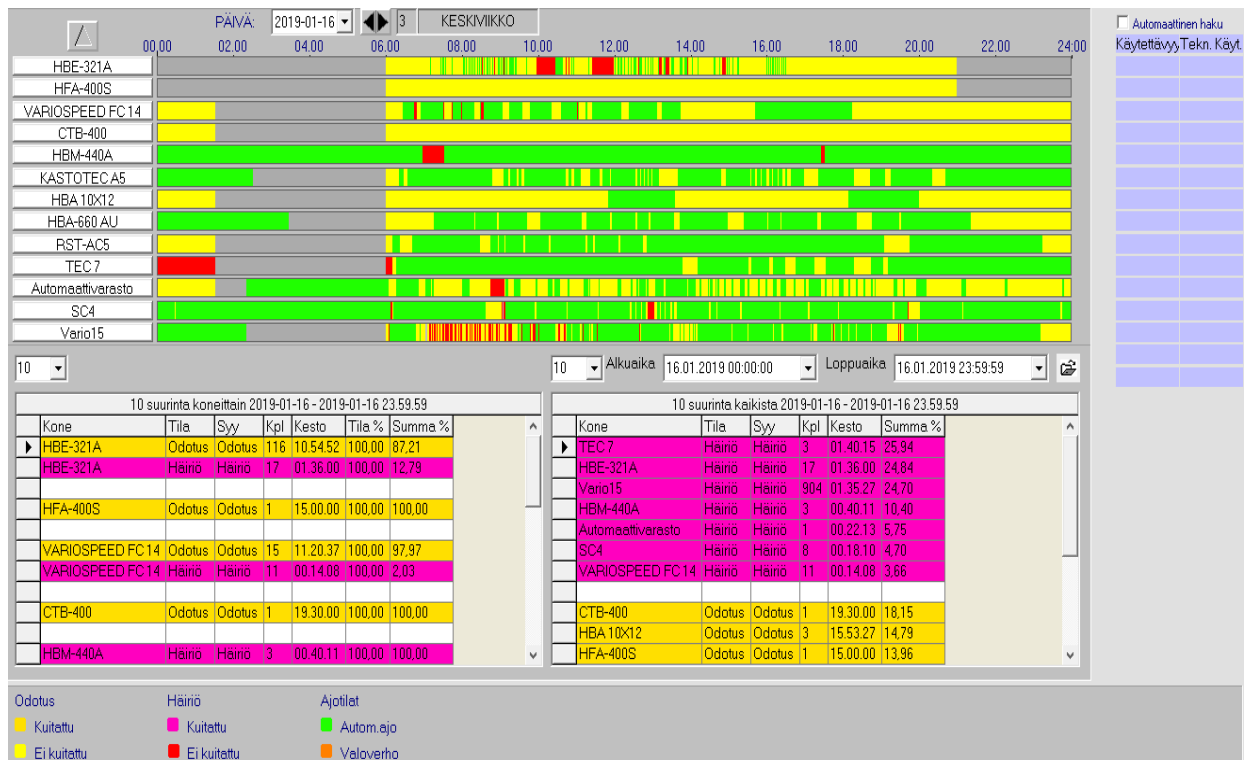 PÄIVÄ: 2019-01-16 3 KESKIVIIKKO
Automaattinen haku
00,00 02.00 04.00 06.00 08.00 10.00 12.00 14.00 16.00 18.00 20.00 22.00 24:00
Käytettävyy Tekn. Käyt.
HBE-321A
HFA-400S
VARIOSPEED FC14
CTB-400
HBM-440A
KASTOTEC A5
HBA 10X12
HBA-660 AU
RST-AC5
TEC 7
Automaattivarasto
SC4
Vario15
10
10 Alkuaika 16.01.2019 00:00:00 Loppuaika 16.01.2019 23:59:59
10 suurinta koneittain 2019-01-16 - 2019-01-16 23.59.59
Kone Tila Syy Kpl Kesto Tila % Summa %
HBE-321A Odotus Odotus 116 10.54.52 100,00 87,21
HBE-321A Häiriö Häiriö 17 01.36.00 100,00 12,79
HFA-400S Odotus Odotus 1 15.00.00 100,00 100,00
VARIOSPEED FC14 Odotus Odotus 15 11.20.37 100,00 97,97
VARIOSPEED FC14 Häiriö Häiriö 11 00.14.08 100,00 2,03
CTB-400 Odotus Odotus 1 19.30.00 100,00 100,00
HBM-440A Häiriö Häiriö 3 00.40.11 100,00 100,00
10 suurinta kaikista 2019-01-16 - 2019-01-16 23.59.59
Kone Tila Syy Kpl Kesto Summa %
TEC 7 Häiriö Häiriö 3 01.40.15 25,94
HBE-321A Häiriö Häiriö 17 01.36.00 24,84
Vario15 Häiriö Häiriö 904 01.35.27 24,70
HBM-440A Häiriö Häiriö 3 00.40.11 10,40
Automaattivarasto Häiriö Häiriö 1 00.22.13 5,75
SC4 Häiriö Häiriö 8 00.18.10 4,70
VARIOSPEED FC14 Häiriö Häiriö 11 00.14.08 3,66
CTB-400 Odotus Odotus 1 19.30.00 18,15
HBA 10X12 Odotus Odotus 3 15.53.27 14,79
HFA-400S Odotus Odotus 1 15.00.00 13,96
Odotus Häiriö Ajotilat
Kuitattu Kuitattu Autom.ajo
Ei kuitattu Ei kuitattu Valoverho